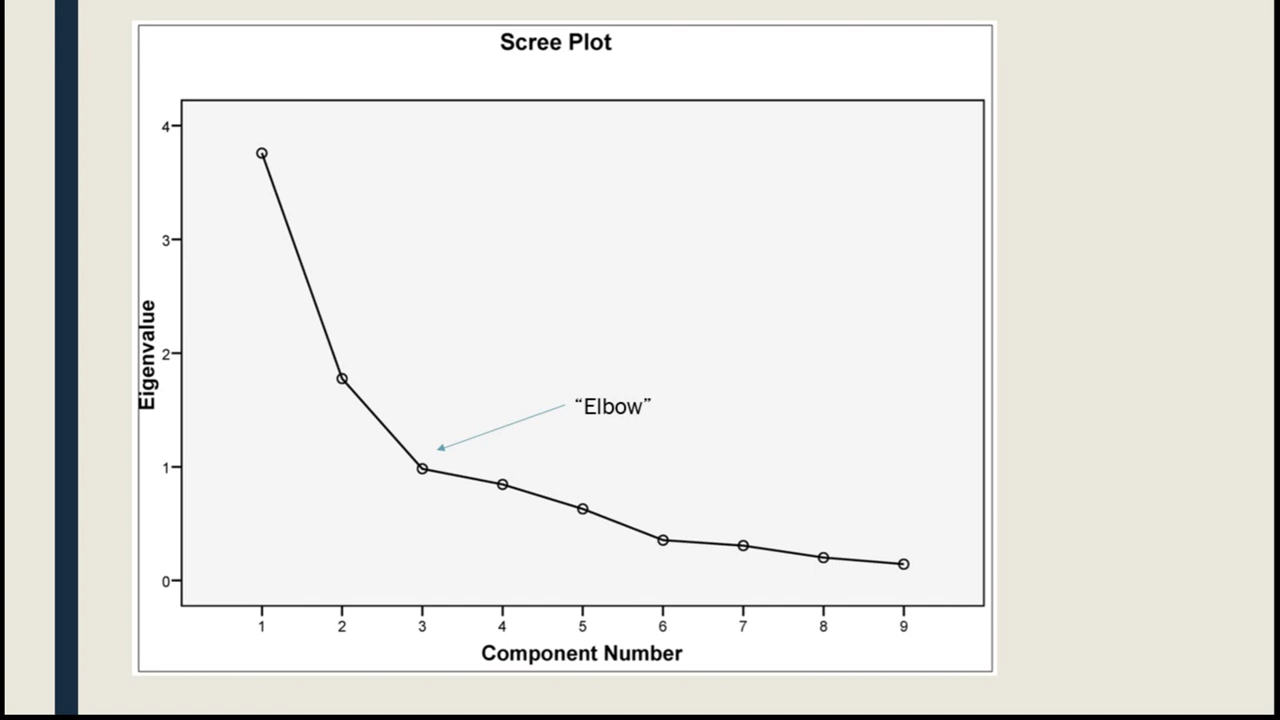 Scree Plot
4
3
2
1
0
Eigenvalue
“Elbow”
1 2 3 4 5 6 7 8 9
Component Number